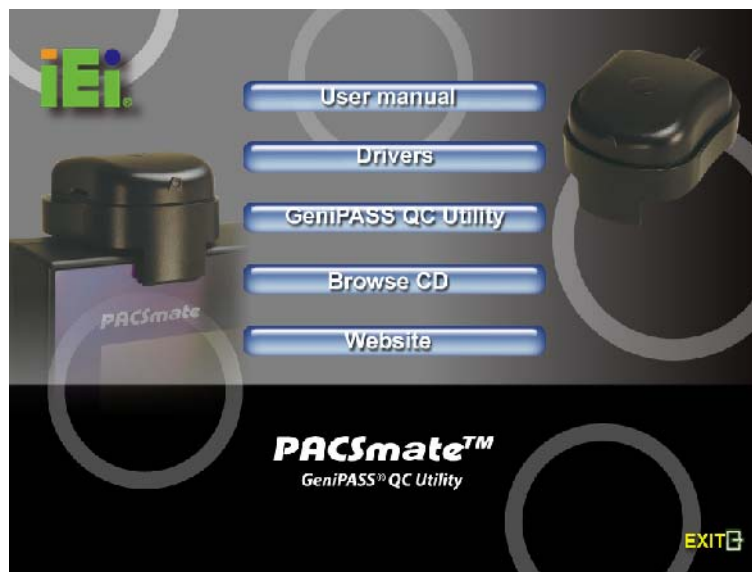 iEi®
User manual
Drivers
GeniPASS QC Utility
Browse CD
PACSmate
Website
PACSmate™
GeniPASS® QC Utility
EXIT